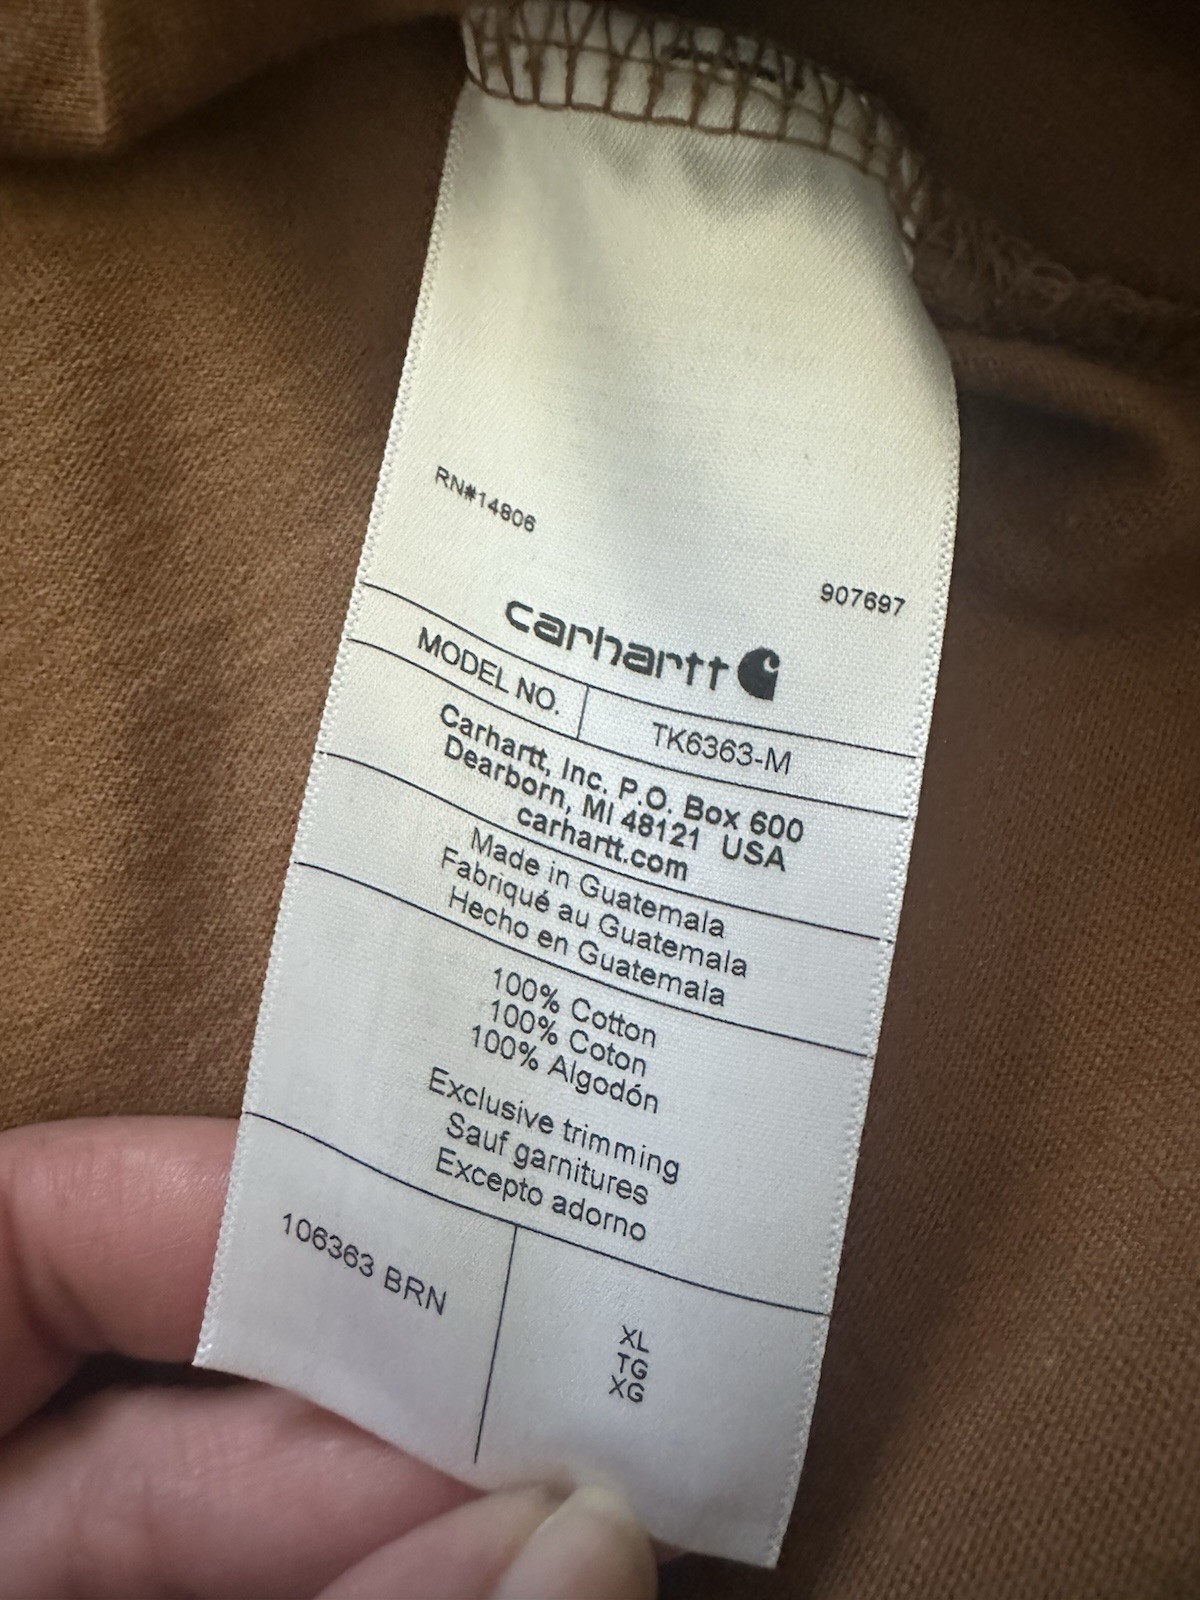 RN#14806
907697
carhartt
MODEL NO. TK6363-M
Carhartt, Inc. P.O. Box 600
Dearborn, MI 48121 USA
carhartt.com
Made in Guatemala
Fabriqué au Guatemala
Hecho en Guatemala
100% Cotton
100% Coton
100% Algodón
Exclusive trimming
Sauf garnitures
Excepto adorno
106363 BRN
XL
TG
XG